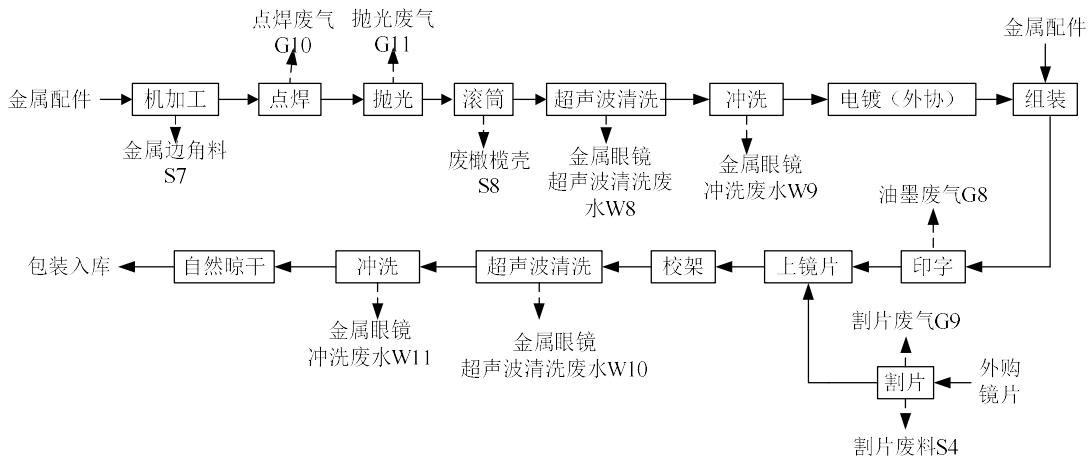 点焊废气
G10
抛光废气
G11
金属配件
金属配件
机加工
点焊
抛光
滚筒
超声波清洗
冲洗
电镀（外协）
组装
金属边角料
S7
废橄榄壳
S8
金属眼镜
超声波清洗废
水W8
金属眼镜
冲洗废水W9
油墨废气G8
包装入库
自然晾干
冲洗
超声波清洗
校架
上镜片
印字
金属眼镜
冲洗废水W11
金属眼镜
超声波清洗废水W10
割片废气G9
割片
外购
镜片
割片废料S4